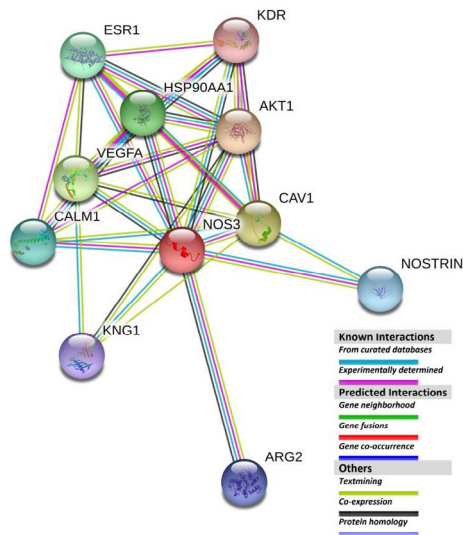 ESR1
KDR
HSP90AA1
AKT1
VEGFA
CAV1
CALM1
NOS3
NOSTRIN
KNG1
ARG2
Known Interactions
From curated databases
Experimentally determined
Predicted Interactions
Gene neighborhood
Gene fusions
Gene co-occurrence
Others
Textmining
Co-expression
Protein homology